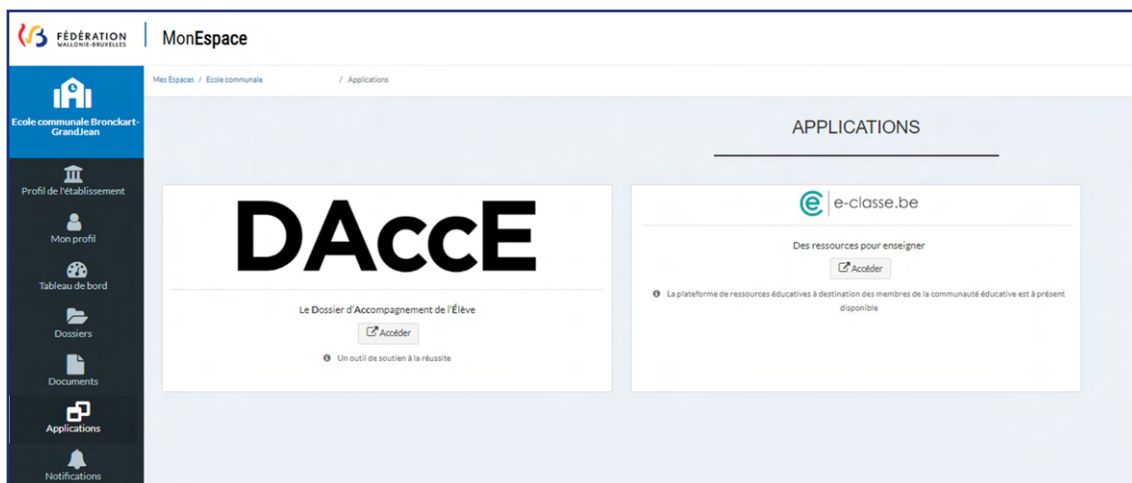 FÉDÉRATION
WALLONIE-BRUXELLES
MonEspace
Mes Espaces / Ecole communale / Applications
Ecole communale Bronckart-
GrandJean
Profil de l'établissement
Mon profil
Tableau de bord
Dossiers
Documents
Applications
Notifications
APPLICATIONS
DAccE
Le Dossier d'Accompagnement de l'Élève
Accéder
Un outil de soutien à la réussite
e-classe.be
Des ressources pour enseigner
Accéder
La plateforme de ressources éducatives à destination des membres de la communauté éducative est à présent
disponible